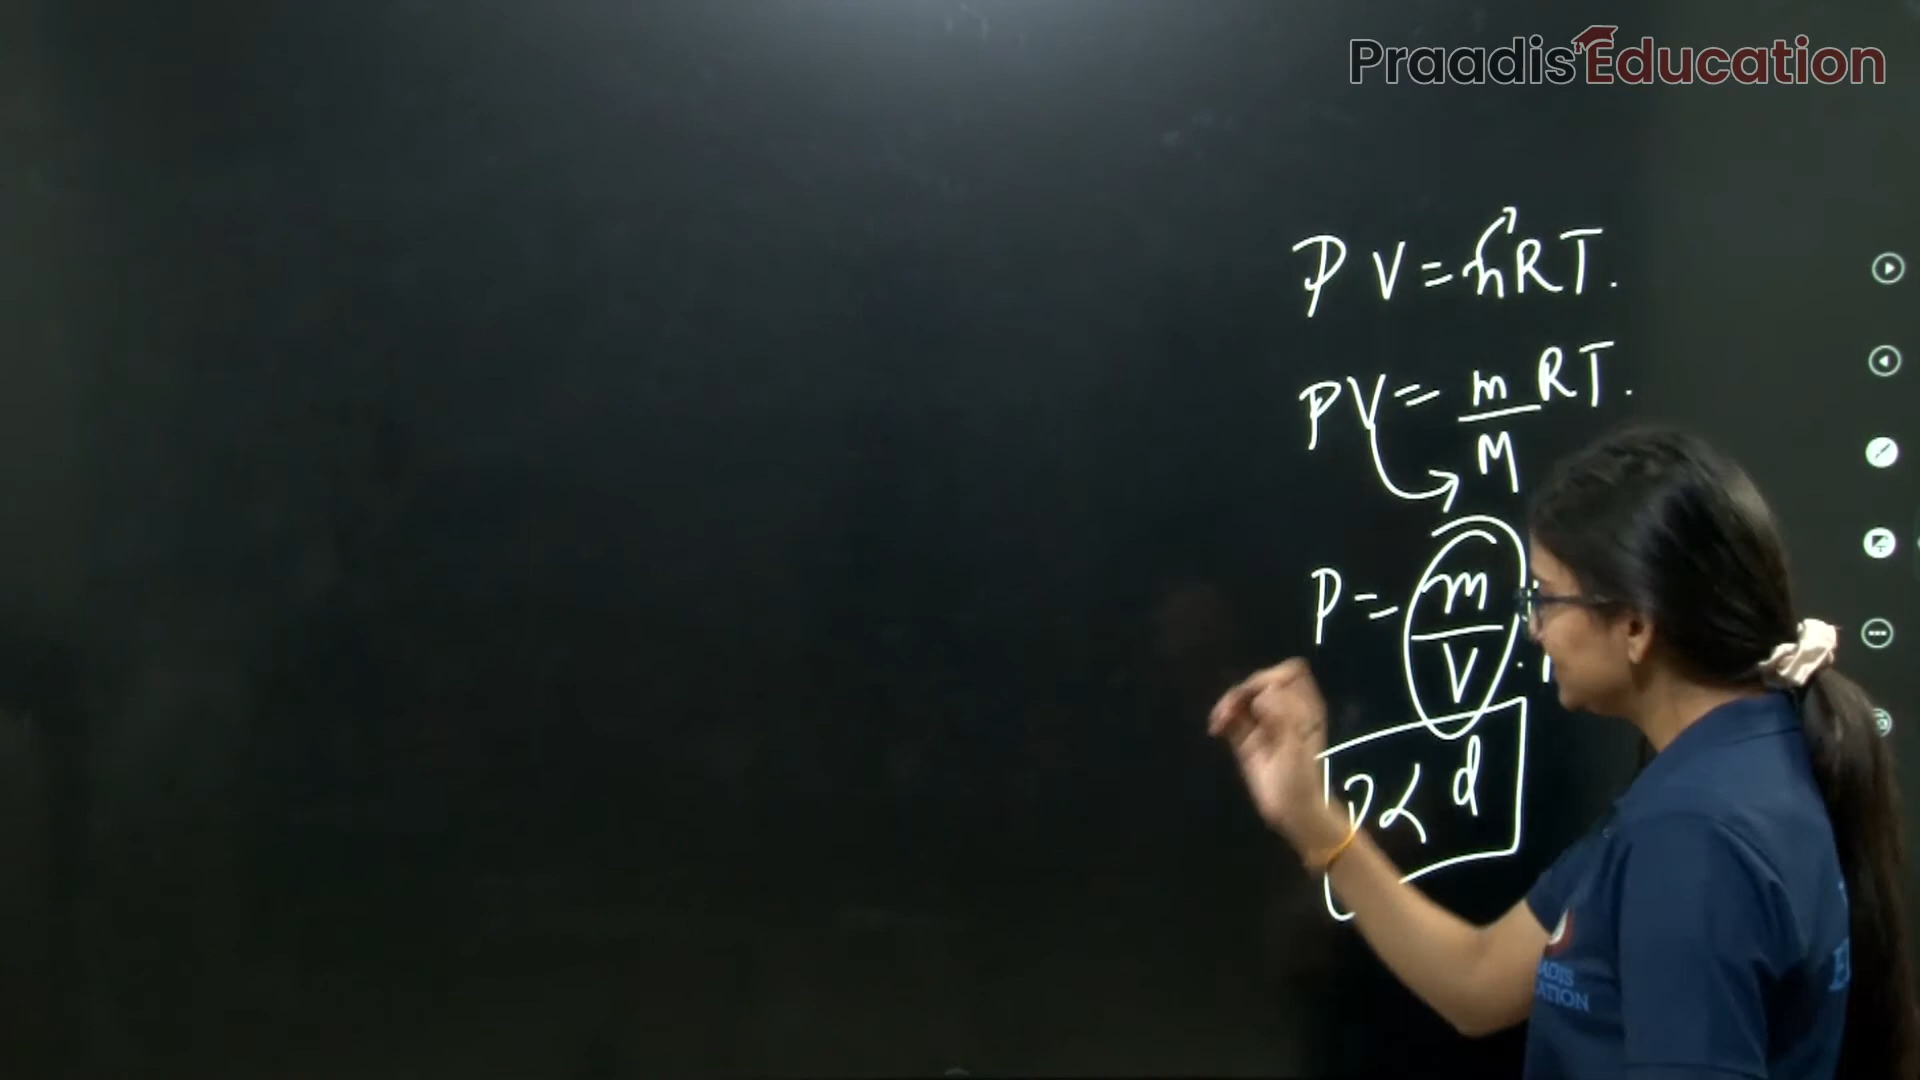 Praadis Education
PV = nRT.
PV = m/M RT.
P = m/V .
P ∝ d